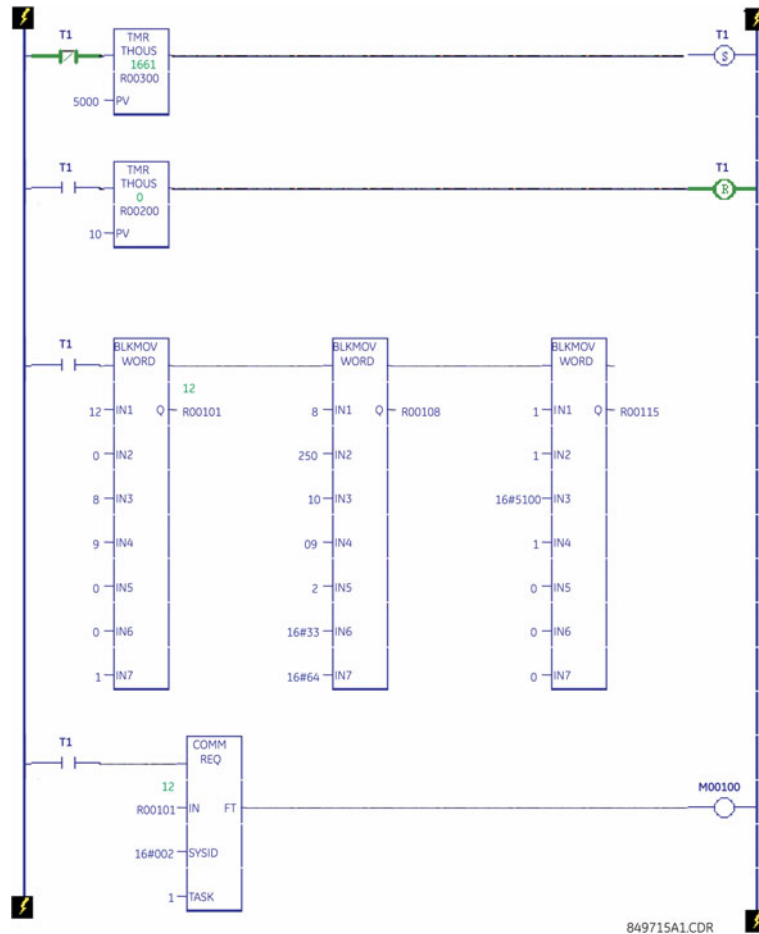 T1
TMR
THOUS
1661
R00300
5000 PV
T1
S
T1
TMR
THOUS
0
R00200
10 PV
T1
R
T1
BLKMOV
WORD
BLKMOV
WORD
BLKMOV
WORD
12
12 IN1 Q R00101 8 IN1 Q R00108 1 IN1 Q R00115
0 IN2 250 IN2 1 IN2
8 IN3 10 IN3 16#5100 IN3
9 IN4 09 IN4 1 IN4
0 IN5 2 IN5 0 IN5
0 IN6 16#33 IN6 0 IN6
1 IN7 16#64 IN7 0 IN7
T1
COMM
REQ
12
M00100
R00101 IN FT
16#002 SYSID
1 TASK
849715A1.CDR